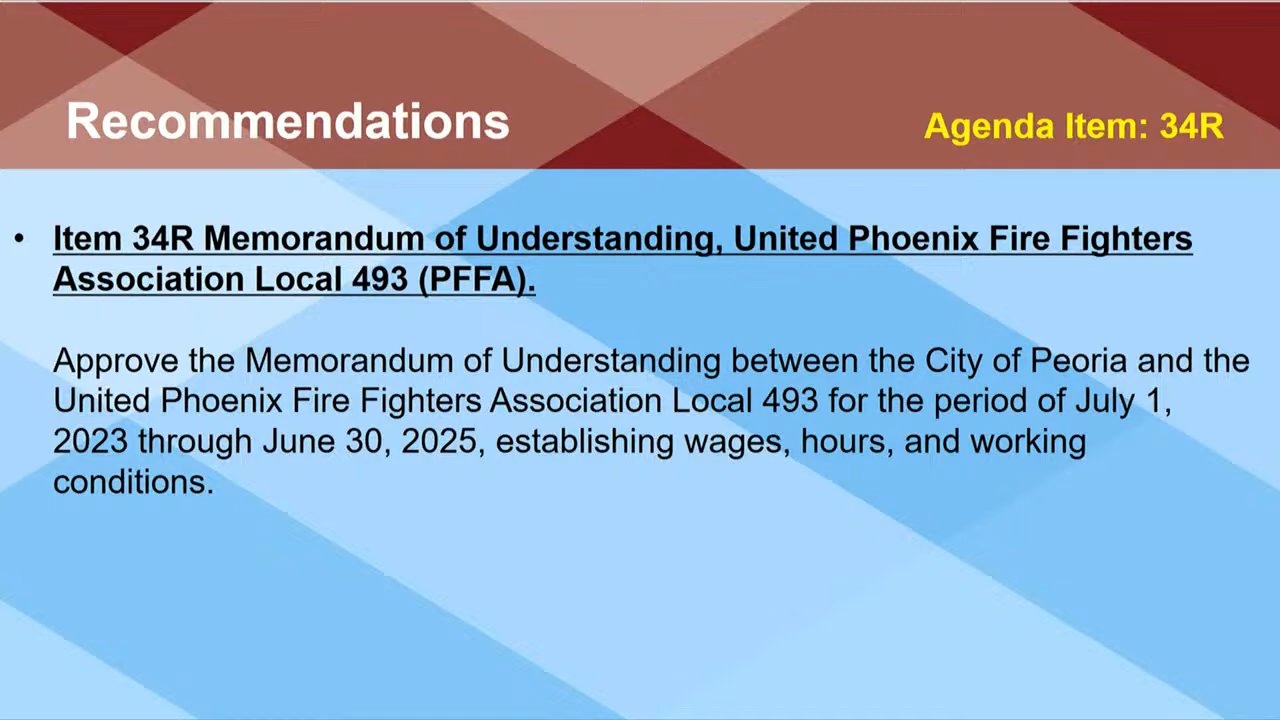 Recommendations
Agenda Item: 34R
• Item 34R Memorandum of Understanding, United Phoenix Fire Fighters
Association Local 493 (PFFA).
Approve the Memorandum of Understanding between the City of Peoria and the
United Phoenix Fire Fighters Association Local 493 for the period of July 1,
2023 through June 30, 2025, establishing wages, hours, and working
conditions.